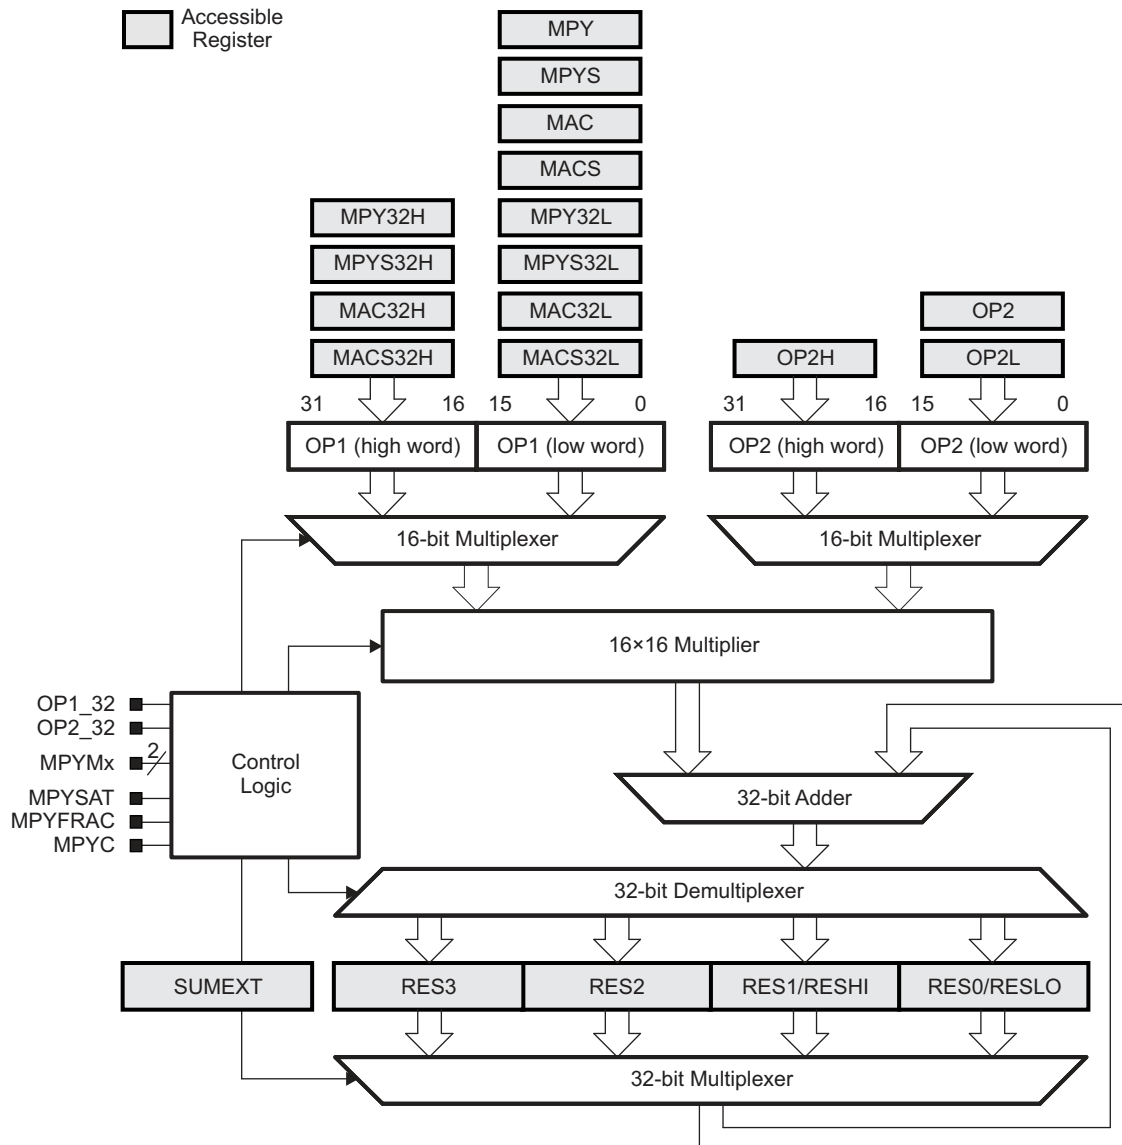 Accessible
Register
MPY
MPYS
MAC
MACS
MPY32H
MPY32L
MPYS32H
MPYS32L
MAC32H
MAC32L
OP2
MACS32H
MACS32L
OP2H
OP2L
31
16
15
0
31
16
15
0
OP1 (high word)
OP1 (low word)
OP2 (high word)
OP2 (low word)
16-bit Multiplexer
16-bit Multiplexer
16×16 Multiplier
OP1_32
OP2_32
MPYMx
2
MPYSAT
MPYFRAC
MPYC
Control
Logic
32-bit Adder
32-bit Demultiplexer
SUMEXT
RES3
RES2
RES1/RESHI
RES0/RESLO
32-bit Multiplexer